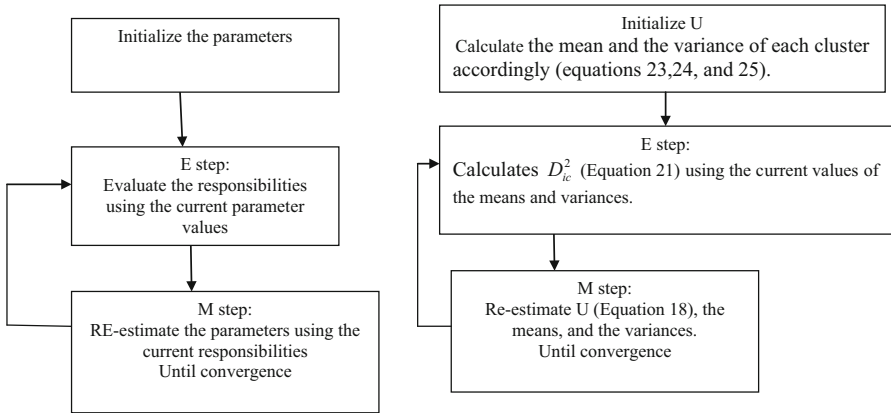 Initialize the parameters
E step:
Evaluate the responsibilities
using the current parameter
values
M step:
RE-estimate the parameters using the
current responsibilities
Until convergence
Initialize U
Calculate the mean and the variance of each cluster
accordingly (equations 23,24, and 25).
E step:
Calculates D²ic (Equation 21) using the current values of
the means and variances.
M step:
Re-estimate U (Equation 18), the
means, and the variances.
Until convergence